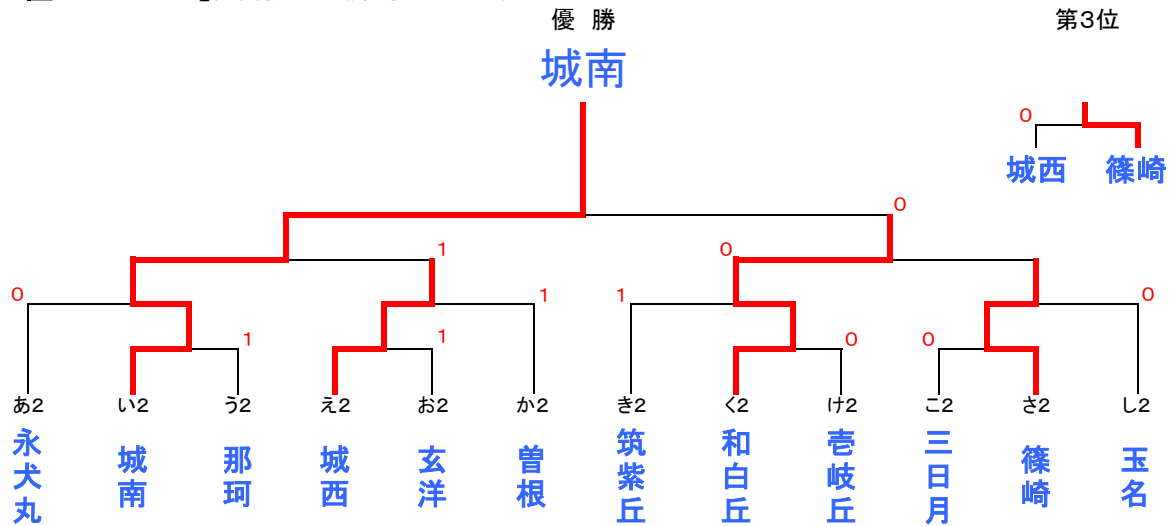 優 勝
第3位
城南
0
城西
篠崎
0
1
0
0
1
1
0
1
1
0
0
あ2
い2
う2
え2
お2
か2
き2
く2
け2
こ2
さ2
し2
永犬丸
城南
那珂
城西
玄洋
曽根
筑紫丘
和白丘
壱岐丘
三日月
篠崎
玉名